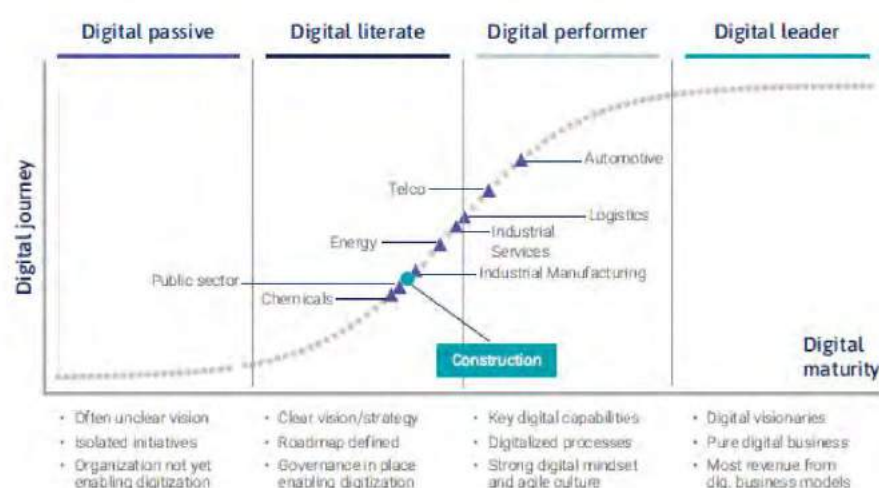 Digital passive
Digital literate
Digital performer
Digital leader
Digital journey
Automotive
Telco
Logistics
Industrial
Services
Energy
Industrial Manufacturing
Public sector
Chemicals
Construction
Digital
maturity
• Often unclear vision
• Isolated initiatives
• Organization not yet
enabling digitization
• Clear vision/strategy
• Roadmap defined
• Governance in place
enabling digitization
• Key digital capabilities
• Digitalized processes
• Strong digital mindset
and agile culture
• Digital visionaries
• Pure digital business
• Most revenue from
dig. business models